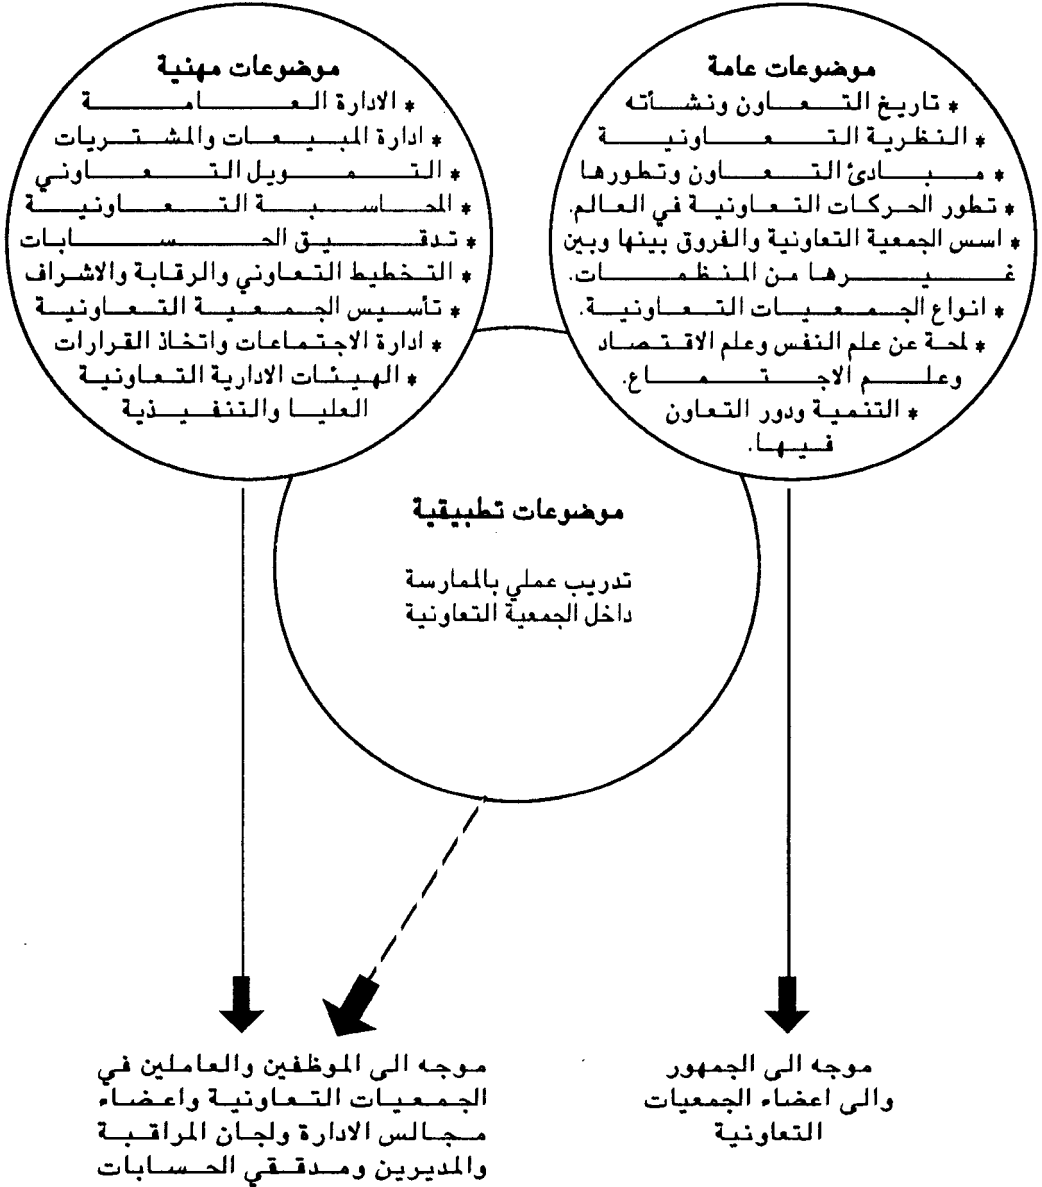 موضوعات عامة
* تاريخ التعاون ونشأته
* النظرية التعاونية
* مبادئ التعاون وتطورها
* تطور الحركات التعاونية في العالم.
* اسس الجمعية التعاونية والفروق بينها وبين
غيرها من المنظمات.
* انواع الجمعيات التعاونية.
* لمحة عن علم النفس وعلم الاقتصاد
وعلم الاجتماع.
* التنمية ودور التعاون
فيها.
موضوعات مهنية
* الادارة العامة
* ادارة المبيعات والمشتريات
* التمويل التعاوني
* المحاسبة التعاونية
* تدقيق الحسابات
* التخطيط التعاوني والرقابة والاشراف
* تأسيس الجمعية التعاونية
* ادارة الاجتماعات واتخاذ القرارات
* الهيئات الادارية التعاونية
العليا والتنفيذية
موضوعات تطبيقية
تدريب عملي بالممارسة
داخل الجمعية التعاونية
موجه الى الجمهور
والى اعضاء الجمعيات
التعاونية
موجه الى الموظفين والعاملين في
الجمعيات التعاونية واعضاء
مجالس الادارة ولجان المراقبة
والمديرين ومدققي الحسابات